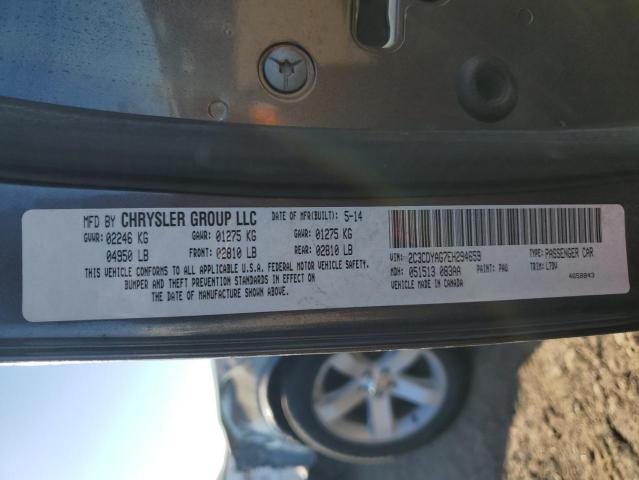 MFD BY CHRYSLER GROUP LLC DATE OF MFR(BUILT): 5-14
GVWR: 02246 KG GAWR: 01275 KG GAWR: 01275 KG
04950 LB FRONT: 02810 LB REAR: 02810 LB
THIS VEHICLE CONFORMS TO ALL APPLICABLE U.S.A. FEDERAL MOTOR VEHICLE SAFETY,
BUMPER AND THEFT PREVENTION STANDARDS IN EFFECT ON
THE DATE OF MANUFACTURE SHOWN ABOVE.
VIN: 2C3CDYAG7EH294659 TYPE: PASSENGER CAR
MDH: 051513 083AA PAINT: PAU TRIM: L7DV
VEHICLE MADE IN CANADA 4658843